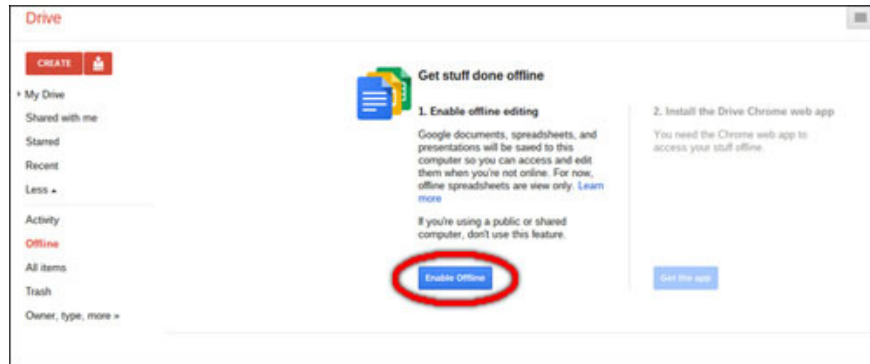 Drive
CREATE
My Drive
Shared with me
Starred
Recent
Less
Activity
Offline
All items
Trash
Owner, type, more »
Get stuff done offline
1. Enable offline editing
Google documents, spreadsheets, and
presentations will be saved to this
computer so you can access and edit
them when you're not online. For now,
offline spreadsheets are view only. Learn
more
If you're using a public or shared
computer, don't use this feature.
Enable Offline
2. Install the Drive Chrome web app
You need the Chrome web app to
access your stuff offline.
Get the app